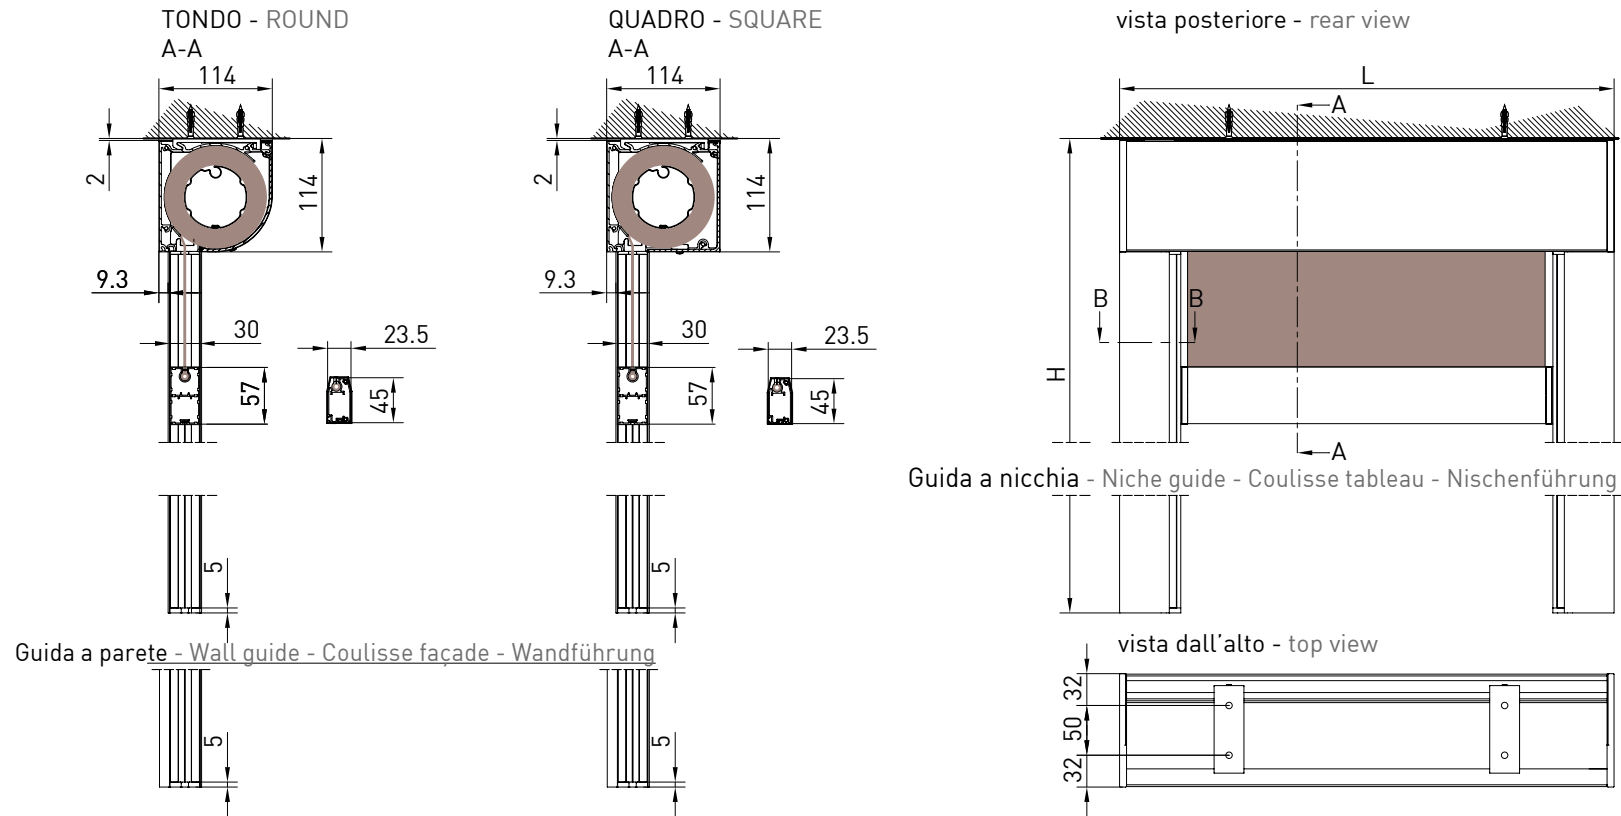 TONDO - ROUND
A-A
114
2
114
9.3
30
23.5
57
45
5
QUADRO - SQUARE
A-A
114
2
114
9.3
30
23.5
57
45
5
vista posteriore - rear view
L
A
B
B
H
A
Guida a nicchia - Niche guide - Coulisse tableau - Nischenführung
Guida a parete - Wall guide - Coulisse façade - Wandführung
5
5
vista dall'alto - top view
32
50
32